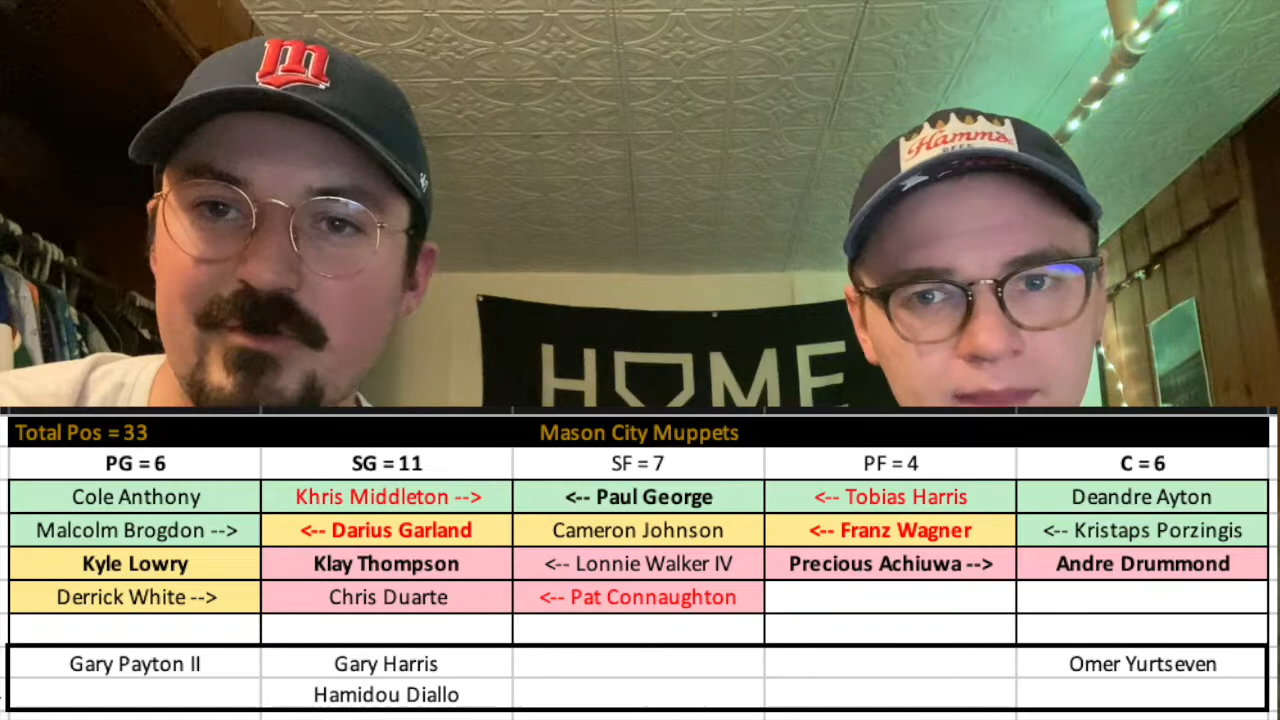 m
Hamm's
BEER
HOME
Total Pos = 33 Mason City Muppets
PG = 6 SG = 11 SF = 7 PF = 4 C = 6
Cole Anthony Khris Middleton --> <-- Paul George <-- Tobias Harris Deandre Ayton
Malcolm Brogdon --> <-- Darius Garland Cameron Johnson <-- Franz Wagner <-- Kristaps Porzingis
Kyle Lowry Klay Thompson <-- Lonnie Walker IV Precious Achiuwa --> Andre Drummond
Derrick White --> Chris Duarte <-- Pat Connaughton
Gary Payton II Gary Harris Omer Yurtseven
Hamidou Diallo